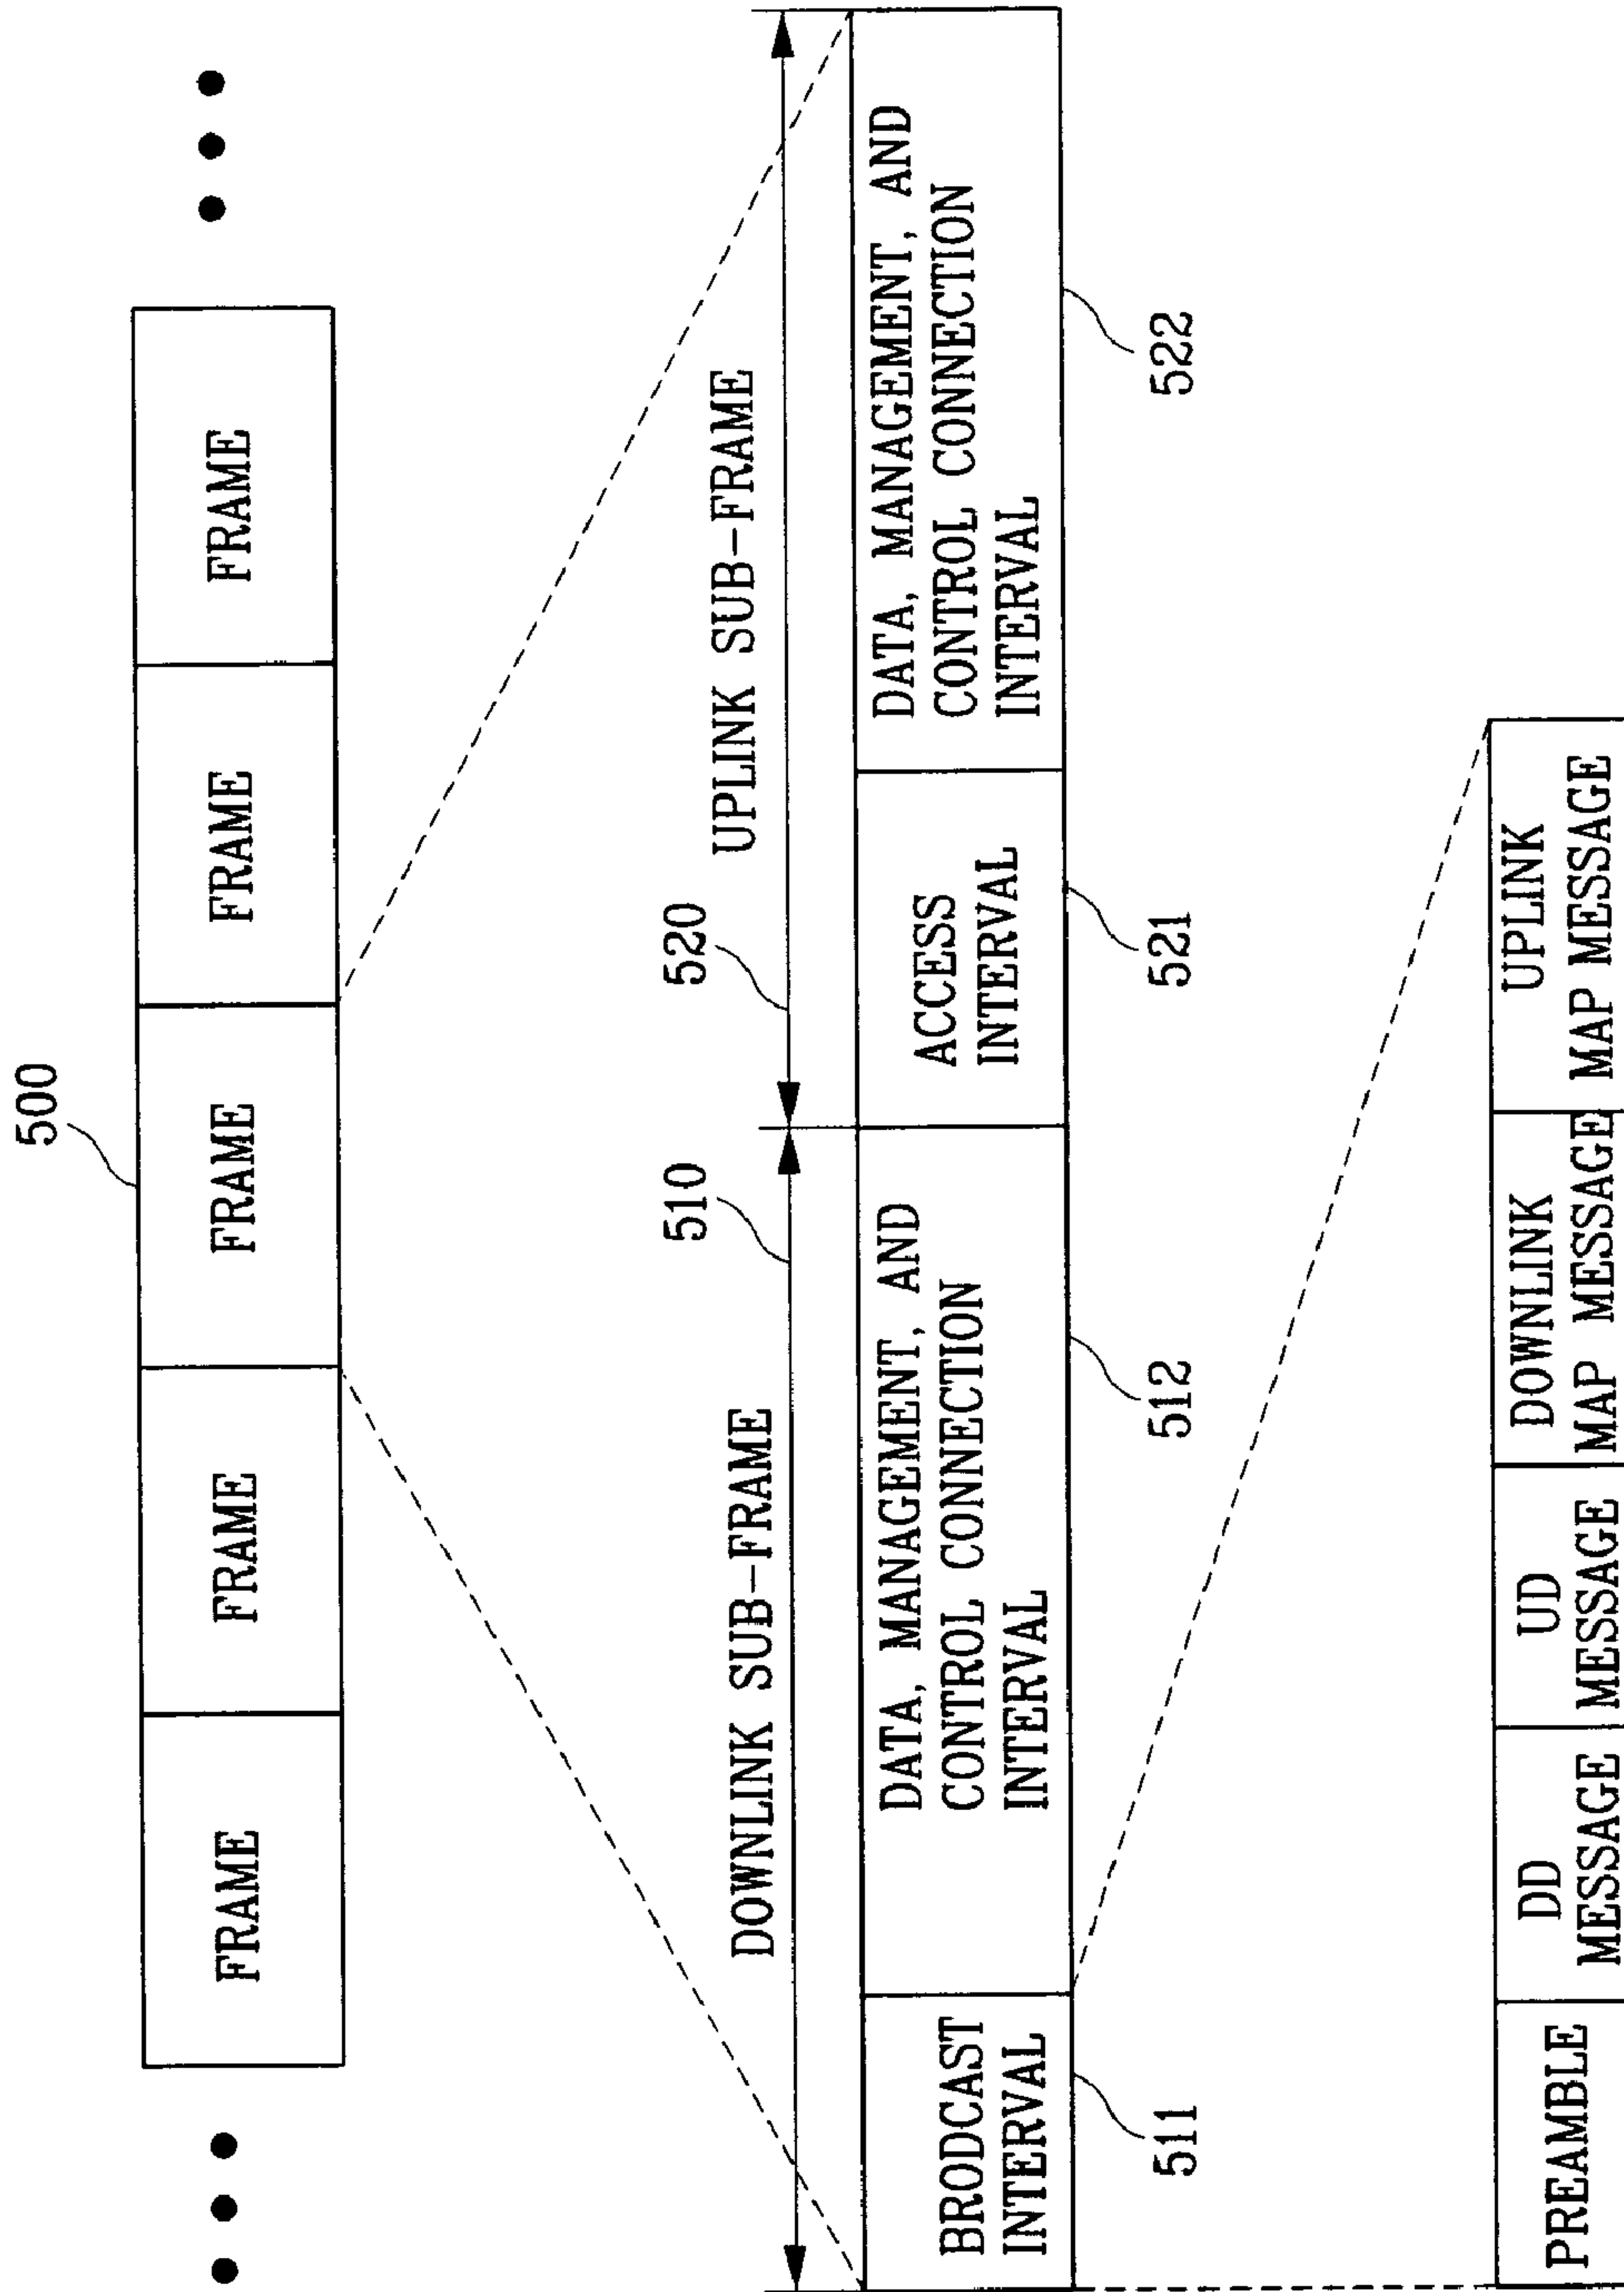 500
FRAME
FRAME
FRAME
FRAME
FRAME
DOWNLINK SUB-FRAME
510
520
UPLINK SUB-FRAME
BRODCAST
INTERVAL
DATA, MANAGEMENT, AND
CONTROL CONNECTION
INTERVAL
ACCESS
INTERVAL
DATA, MANAGEMENT, AND
CONTROL CONNECTION
INTERVAL
511
512
521
522
PREAMBLE
DD
MESSAGE
UD
MESSAGE
DOWNLINK
MAP MESSAGE
UPLINK
MAP MESSAGE